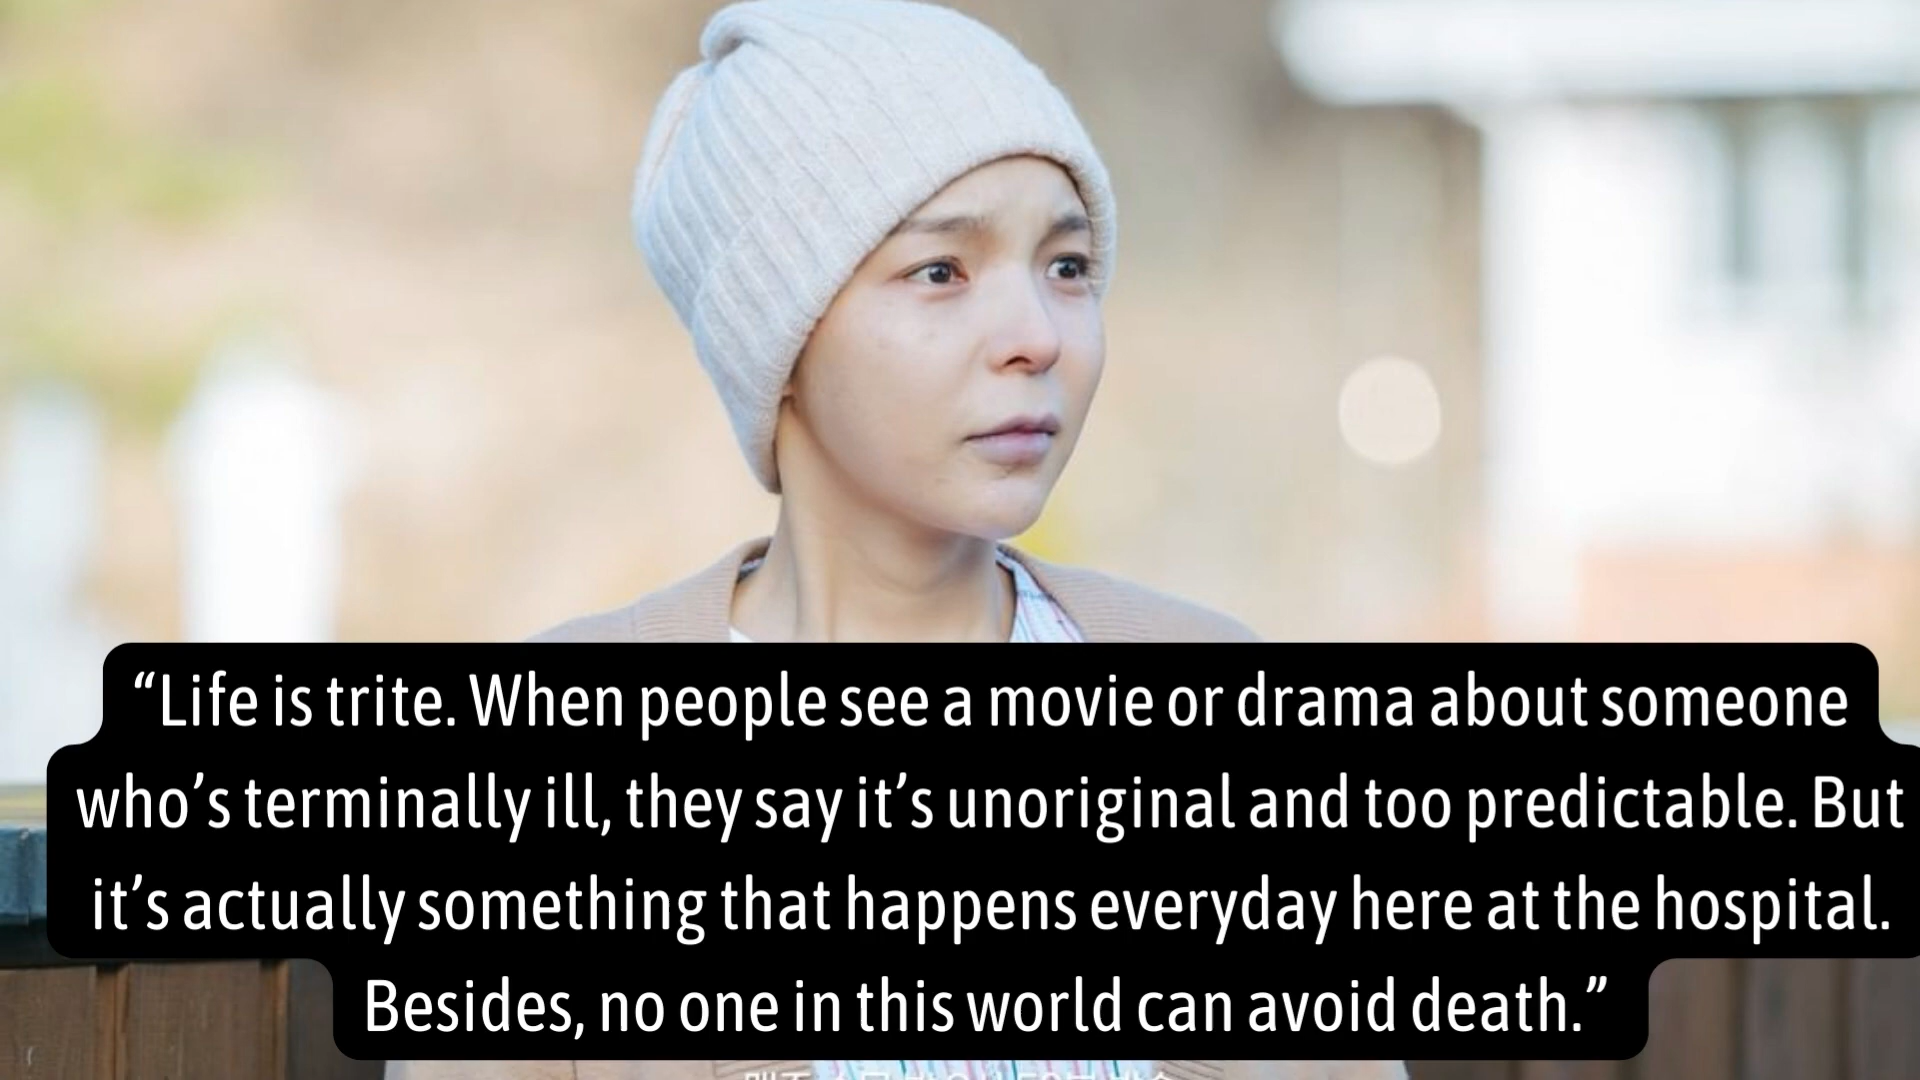 “Life is trite. When people see a movie or drama about someone
who’s terminally ill, they say it’s unoriginal and too predictable. But
it’s actually something that happens everyday here at the hospital.
Besides, no one in this world can avoid death.”